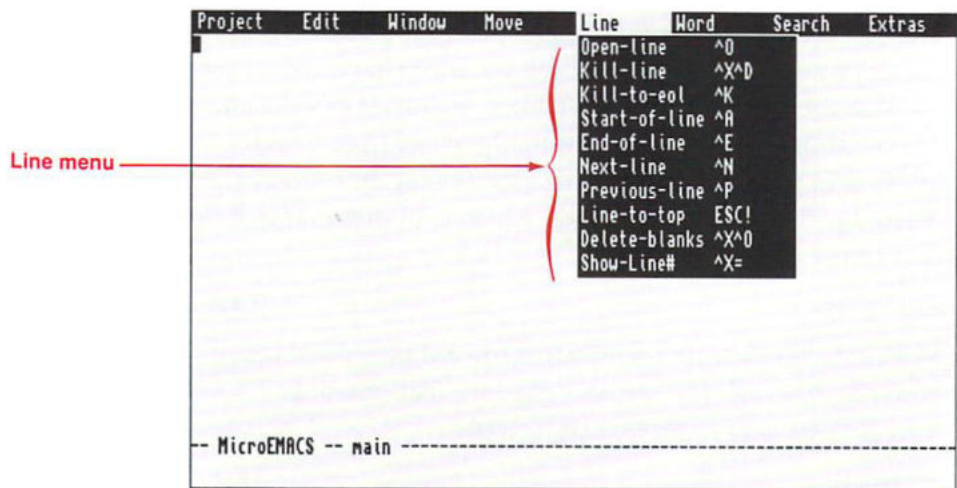 Project Edit Window Move Line Word Search Extras
Open-line ^O
Kill-line ^X^D
Kill-to-eol ^K
Start-of-line ^A
End-of-line ^E
Next-line ^N
Line menu
Previous-line ^P
Line-to-top ESC!
Delete-blanks ^X^O
Show-Line# ^X=
-- MicroEMACS -- main --------------------------------------------------